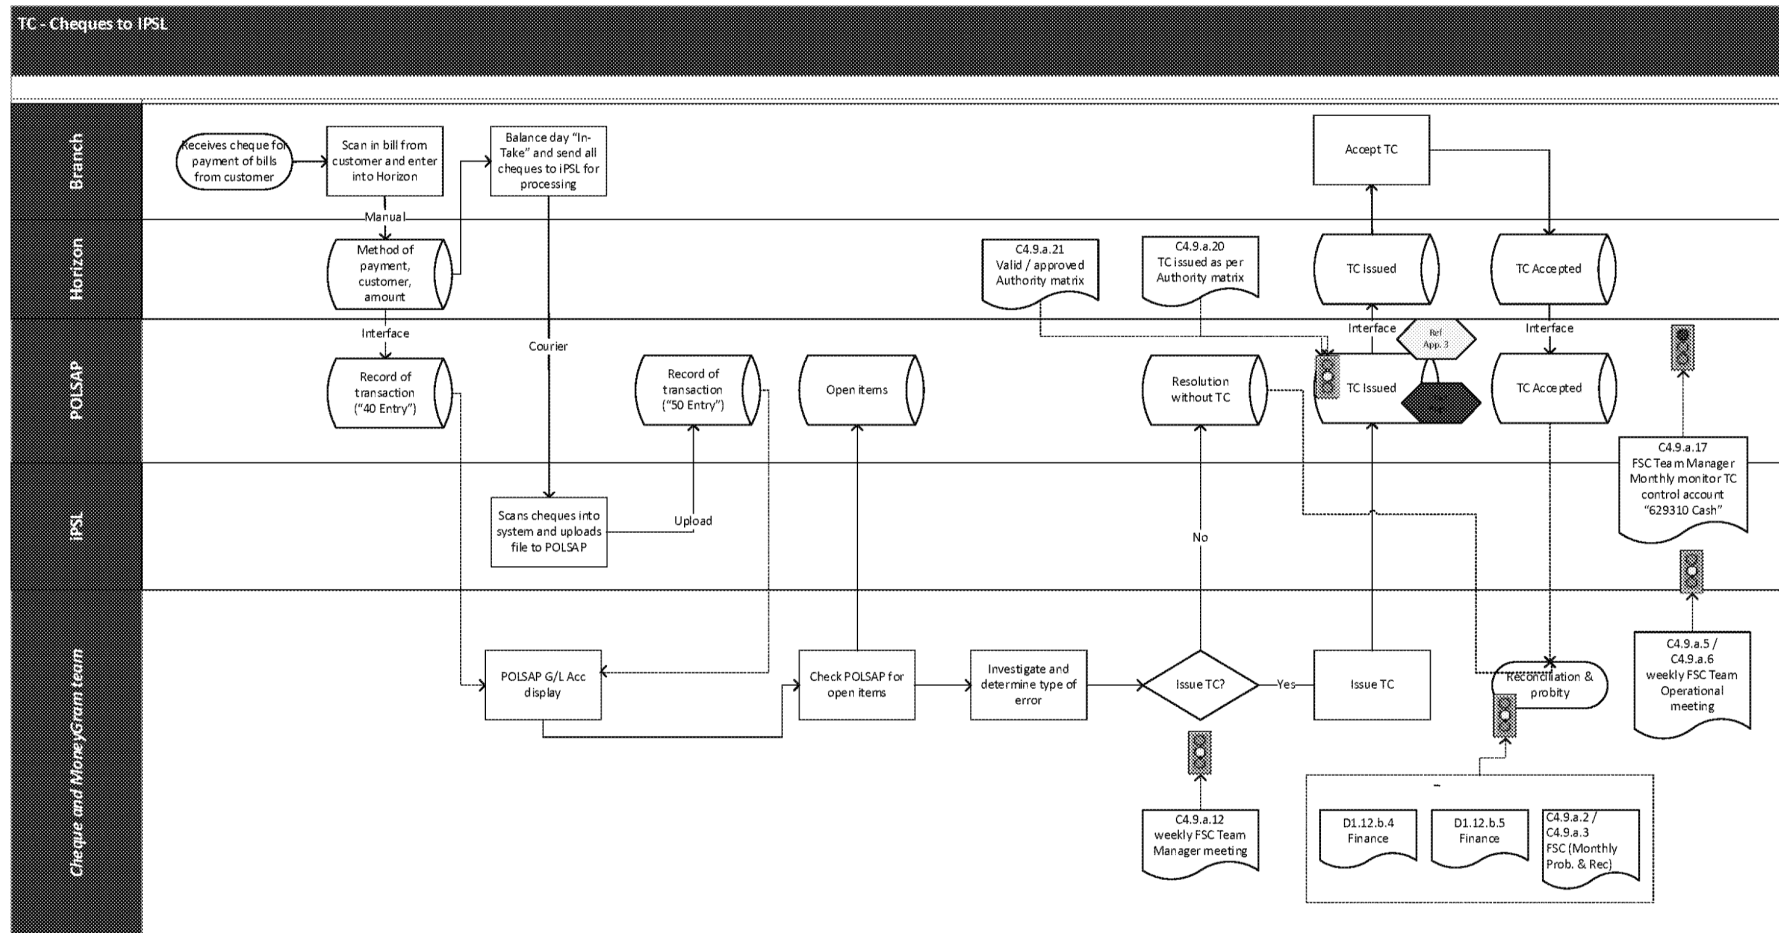 TC - Cheques to IPSL
Branch
Receives cheque for
payment of bills
from customer
Scan in bill from
customer and enter
into Horizon
Balance day “In-
Take” and send all
cheques to iPSL for
processing
Accept TC
Manual
Horizon
Method of
payment,
customer,
amount
C4.9.a.21
Valid / approved
Authority matrix
C4.9.a.20
TC issued as per
Authority matrix
TC Issued
TC Accepted
Interface
Courier
Interface
Ref
App. 3
Interface
POLSAP
Record of
transaction
(“40 Entry”)
Record of
transaction
(“50 Entry”)
Open items
Resolution
without TC
TC Issued
TC Accepted
C4.9.a.17
FSC Team Manager
Monthly monitor TC
control account
“629310 Cash”
iPSL
Scans cheques into
system and uploads
file to POLSAP
Upload
No
Cheque and MoneyGram team
POLSAP G/L Acc
display
Check POLSAP for
open items
Investigate and
determine type of
error
Issue TC?
Yes
Issue TC
Reconciliation &
probity
C4.9.a.5 /
C4.9.a.6
weekly FSC Team
Operational
meeting
C4.9.a.12
weekly FSC Team
Manager meeting
D1.12.b.4
Finance
D1.12.b.5
Finance
C4.9.a.2 /
C4.9.a.3
FSC (Monthly
Prob. & Rec)